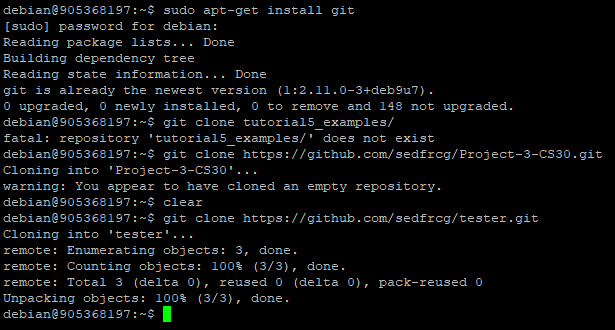 debian@905368197:~$ sudo apt-get install git
[sudo] password for debian:
Reading package lists... Done
Building dependency tree
Reading state information... Done
git is already the newest version (1:2.11.0-3+deb9u7).
0 upgraded, 0 newly installed, 0 to remove and 148 not upgraded.
debian@905368197:~$ git clone tutorial5_examples/
fatal: repository 'tutorial5_examples/' does not exist
debian@905368197:~$ git clone https://github.com/sedfrcg/Project-3-CS30.git
Cloning into 'Project-3-CS30'...
warning: You appear to have cloned an empty repository.
debian@905368197:~$ clear
debian@905368197:~$ git clone https://github.com/sedfrcg/tester.git
Cloning into 'tester'...
remote: Enumerating objects: 3, done.
remote: Counting objects: 100% (3/3), done.
remote: Total 3 (delta 0), reused 0 (delta 0), pack-reused 0
Unpacking objects: 100% (3/3), done.
debian@905368197:~$